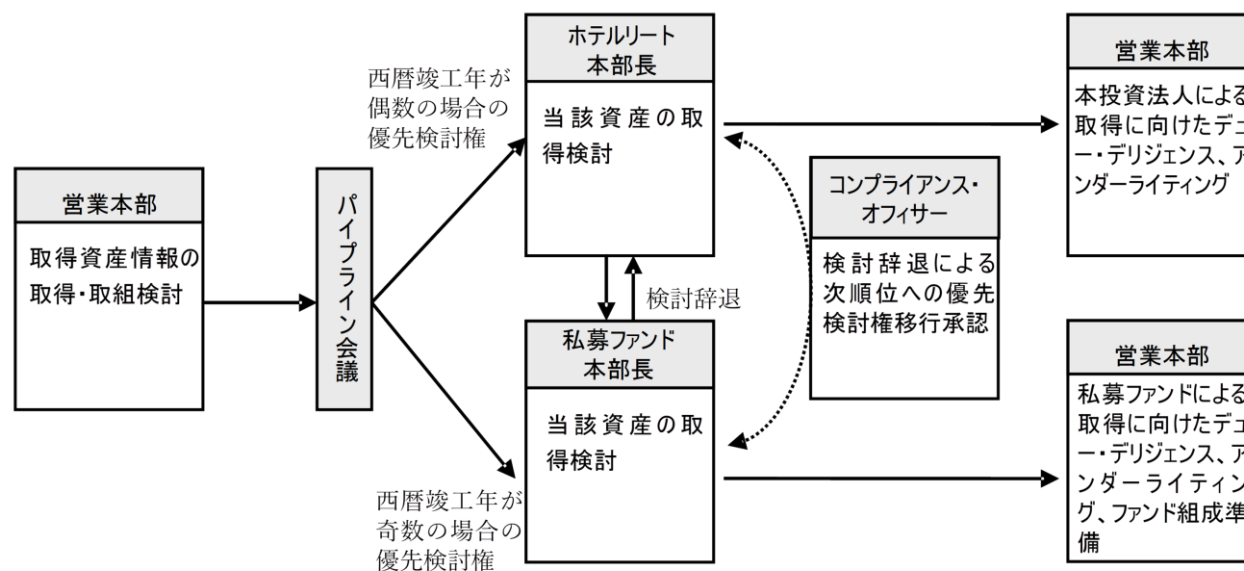 営業本部
取得資産情報の
取得・取組検討
パイプライン会議
西暦竣工年が
偶数の場合の
優先検討権
西暦竣工年が
奇数の場合の
優先検討権
ホテルリート
本部長
当該資産の取
得検討
検討辞退
私募ファンド
本部長
当該資産の取
得検討
コンプライアンス・
オフィサー
検討辞退による
次順位への優先
検討権移行承認
営業本部
本投資法人による
取得に向けたデュ
ー・デリジェンス、ア
ンダーライティング
営業本部
私募ファンドによる
取得に向けたデュ
ー・デリジェンス、ア
ンダーライティン
グ、ファンド組成準
備